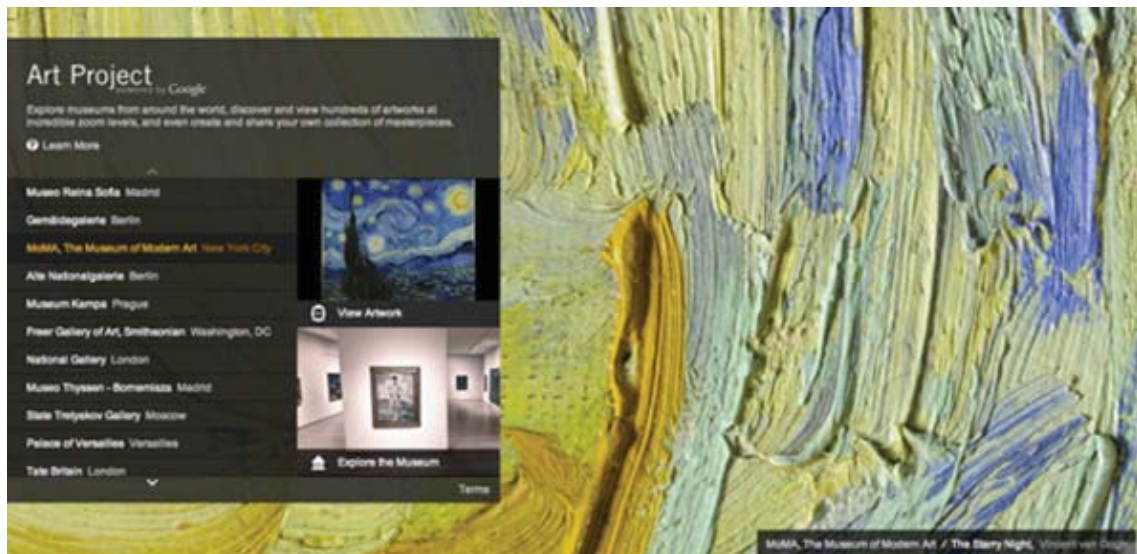 Art Project
powered by Google
Explore museums from around the world, discover and view hundreds of artworks at
incredible zoom levels, and even create and share your own collection of masterpieces.
Learn More
Museo Reina Sofia Madrid
Gemäldegalerie Berlin
MoMA, The Museum of Modern Art New York City
Alte Nationalgalerie Berlin
Museum Kampa Prague
Freer Gallery of Art, Smithsonian Washington, DC
National Gallery London
Museo Thyssen - Bornemisza Madrid
State Tretyakov Gallery Moscow
Palace of Versailles Versailles
Tate Britain London
View Artwork
Explore the Museum
Terms
MoMA, The Museum of Modern Art / The Starry Night, Vincent van Gogh